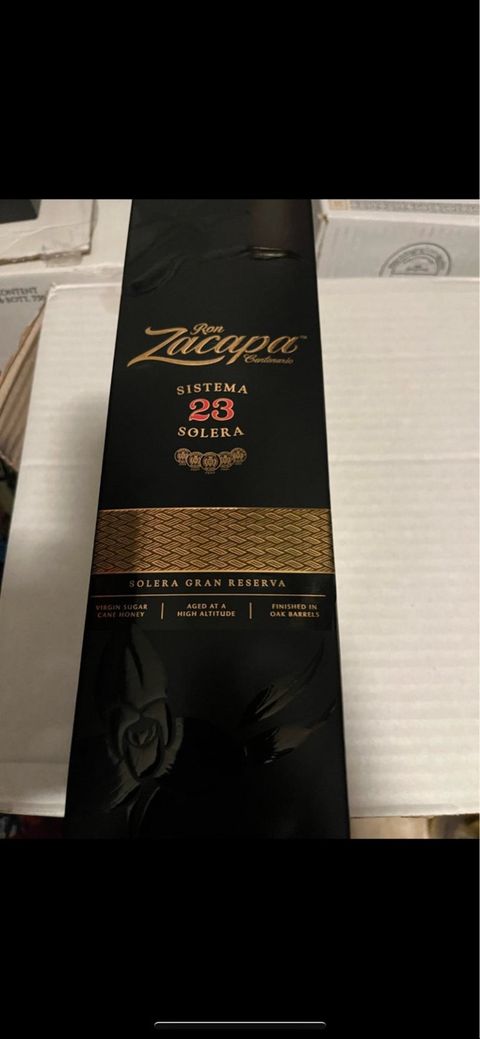 Ron
Zacapa™
Centenario
SISTEMA
23
SOLERA
SOLERA GRAN RESERVA
VIRGIN SUGAR CANE HONEY | AGED AT A HIGH ALTITUDE | FINISHED IN OAK BARRELS